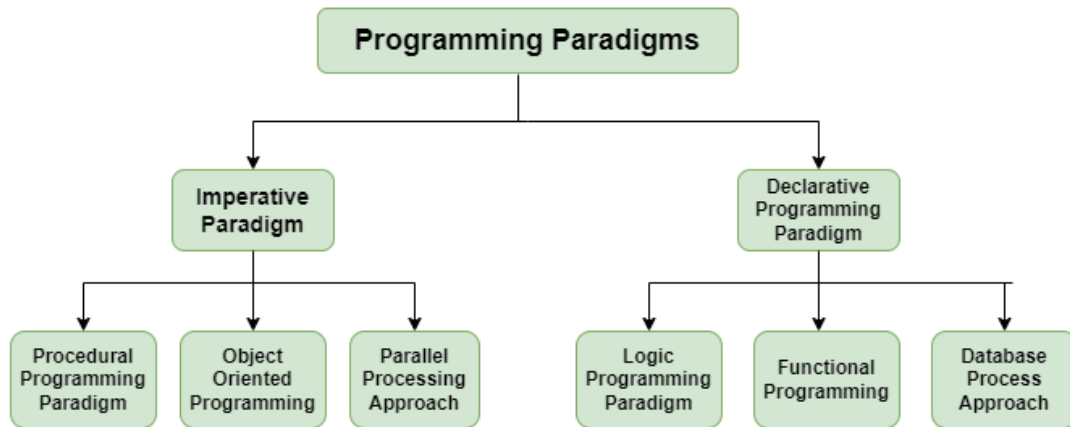 Programming Paradigms
Imperative
Paradigm
Declarative
Programming
Paradigm
Procedural
Programming
Paradigm
Object
Oriented
Programming
Parallel
Processing
Approach
Logic
Programming
Paradigm
Functional
Programming
Database
Process
Approach